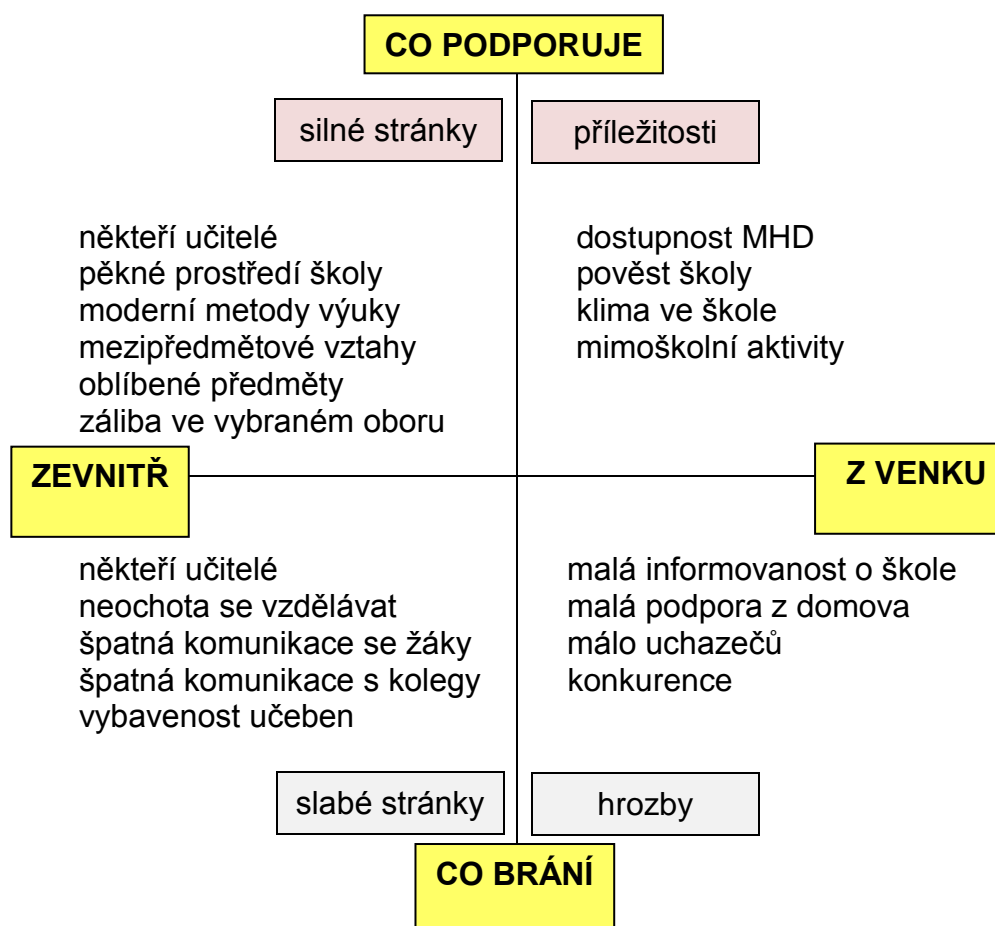 CO PODPORUJE
silné stránky
příležitosti
někteří učitelé
pěkné prostředí školy
moderní metody výuky
mezipředmětové vztahy
oblíbené předměty
záliba ve vybraném oboru
dostupnost MHD
pověst školy
klima ve škole
mimoškolní aktivity
ZEVNITŘ
Z VENKU
někteří učitelé
neochota se vzdělávat
špatná komunikace se žáky
špatná komunikace s kolegy
vybavenost učeben
malá informovanost o škole
malá podpora z domova
málo uchazečů
konkurence
slabé stránky
hrozby
CO BRÁNÍ